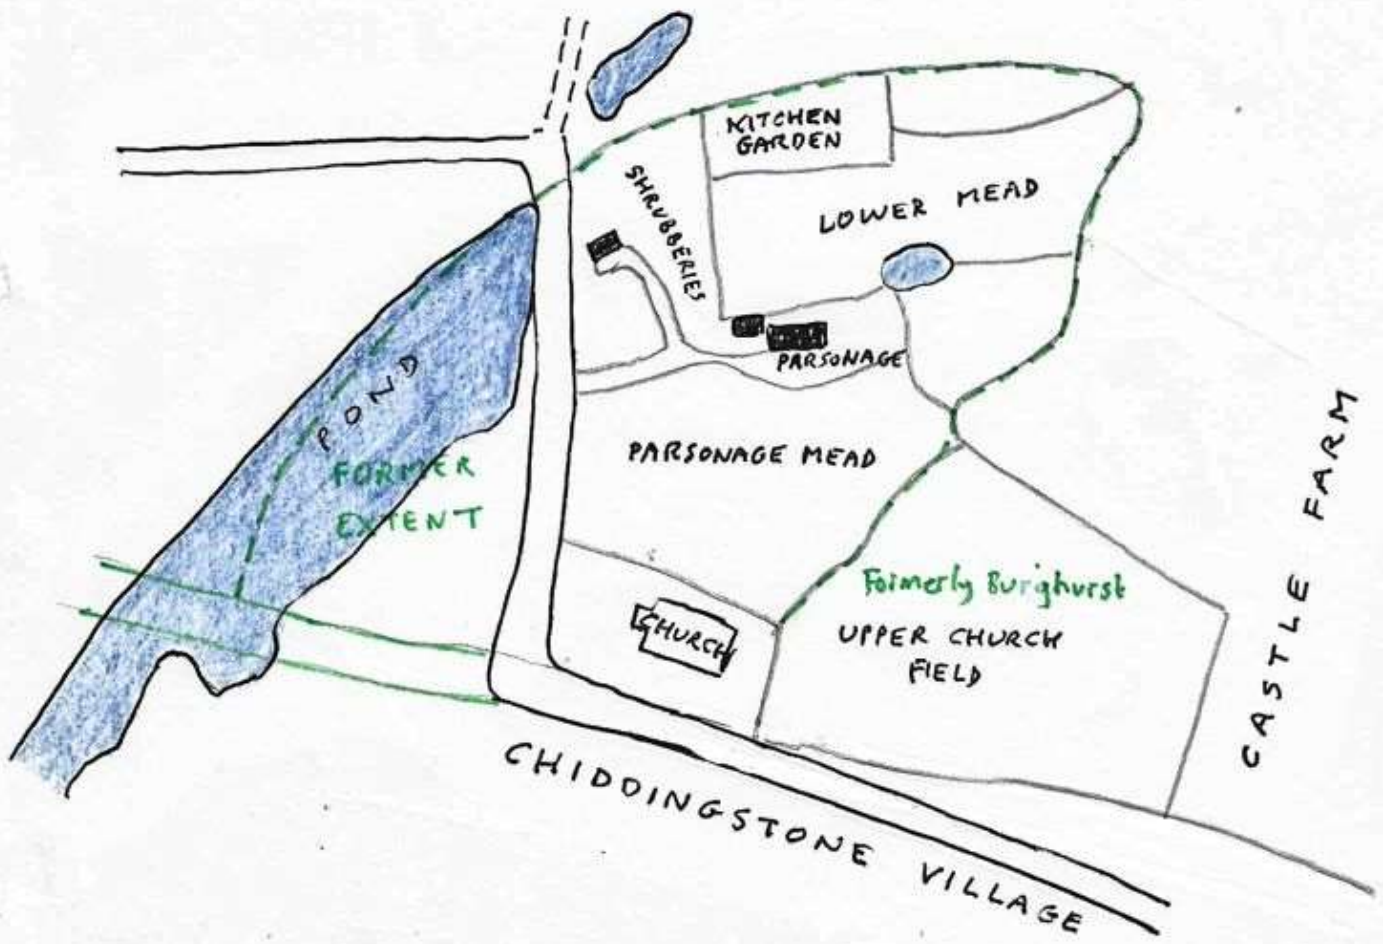 KITCHEN
GARDEN
SHRUBBERIES
LOWER MEAD
PARSONAGE
POND
FORMER
EXTENT
PARSONAGE MEAD
Formerly Burghurst
UPPER CHURCH
FIELD
CHURCH
CASTLE FARM
CHIDDINGSTONE VILLAGE